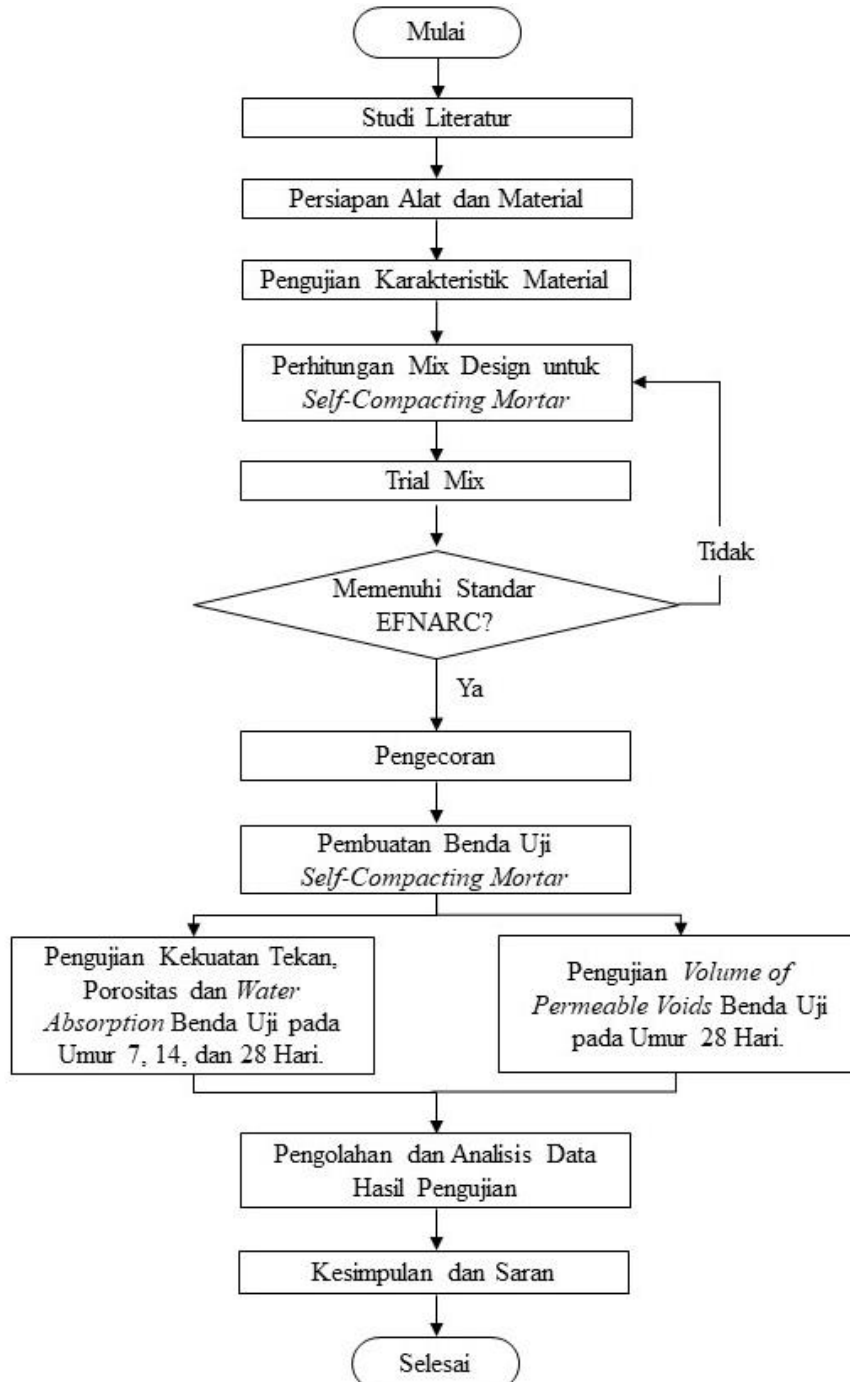 Mulai
Studi Literatur
Persiapan Alat dan Material
Pengujian Karakteristik Material
Perhitungan Mix Design untuk
Self-Compacting Mortar
Trial Mix
Tidak
Memenuhi Standar
EFNARC?
Ya
Pengecoran
Pembuatan Benda Uji
Self-Compacting Mortar
Pengujian Kekuatan Tekan,
Porositas dan Water
Absorption Benda Uji pada
Umur 7, 14, dan 28 Hari.
Pengujian Volume of
Permeable Voids Benda Uji
pada Umur 28 Hari.
Pengolahan dan Analisis Data
Hasil Pengujian
Kesimpulan dan Saran
Selesai